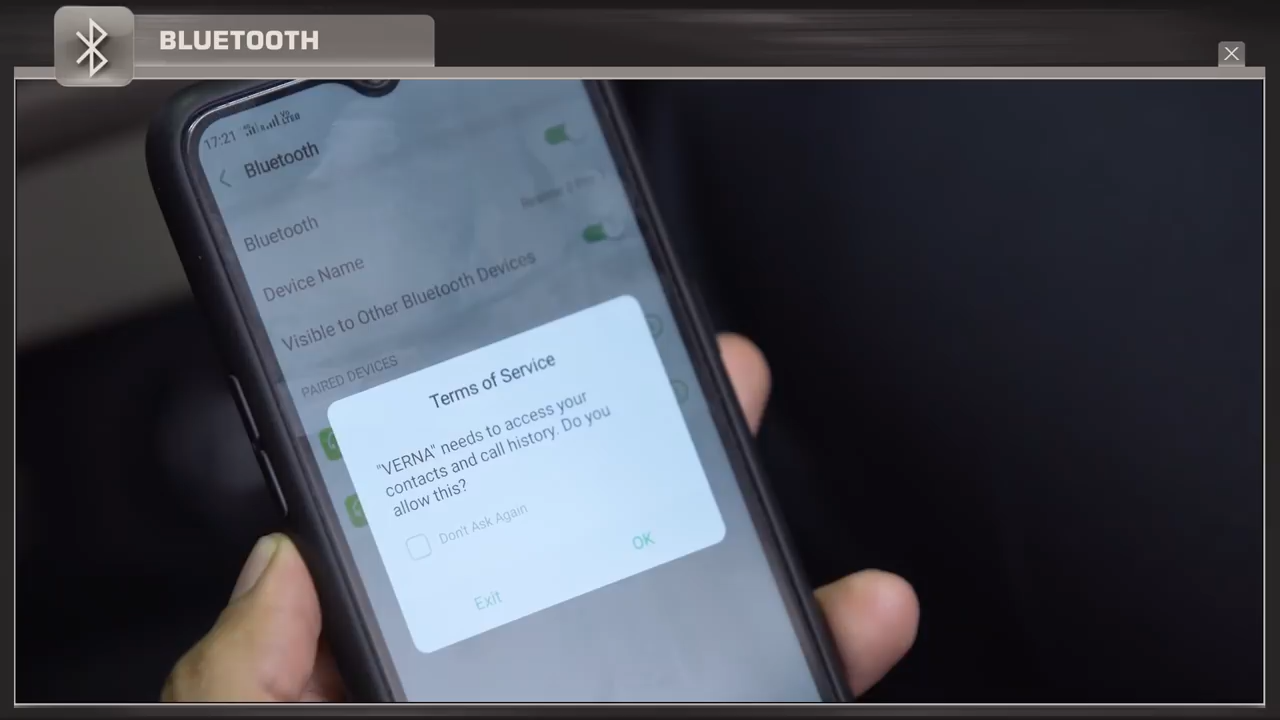 BLUETOOTH
17:21
Bluetooth
Bluetooth
Device Name
Visible to Other Bluetooth Devices
PAIRED DEVICES
Terms of Service
"VERNA" needs to access your
contacts and call history. Do you
allow this?
Don't Ask Again
Exit
OK